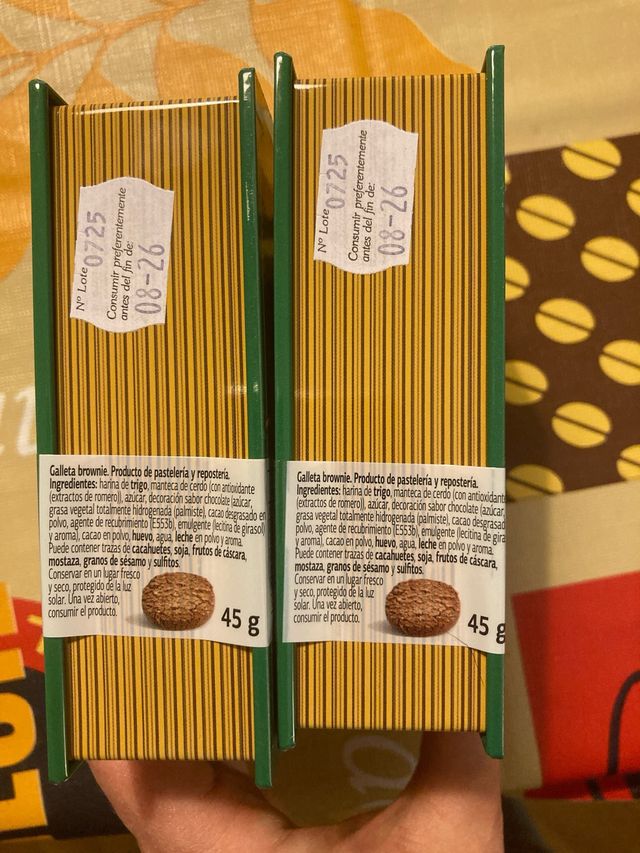 Nº Lote 0725
Consumir preferentemente
antes del fin de:
08-26
Galleta brownie. Producto de pastelería y repostería.
Ingredientes: harina de trigo, manteca de cerdo (con antioxidante
(extractos de romero)), azúcar, decoración sabor chocolate (azúcar,
grasa vegetal totalmente hidrogenada (palmiste), cacao desgrasado en
polvo, agente de recubrimiento (E553b), emulgente (lecitina de girasol)
y aroma), cacao en polvo, huevo, agua, leche en polvo y aroma.
Puede contener trazas de cacahuetes, soja, frutos de cáscara,
mostaza, granos de sésamo y sulfitos.
Conservar en un lugar fresco
y seco, protegido de la luz
solar. Una vez abierto,
consumir el producto.
45 g
Nº Lote 0725
Consumir preferentemente
antes del fin de:
08-26
Galleta brownie. Producto de pastelería y repostería.
Ingredientes: harina de trigo, manteca de cerdo (con antioxidante
(extractos de romero)), azúcar, decoración sabor chocolate (azúcar,
grasa vegetal totalmente hidrogenada (palmiste), cacao desgrasad
polvo, agente de recubrimiento (E553b), emulgente (lecitina de gira
y aroma), cacao en polvo, huevo, agua, leche en polvo y aroma.
Puede contener trazas de cacahuetes, soja, frutos de cáscara,
mostaza, granos de sésamo y sulfitos.
Conservar en un lugar fresco
y seco, protegido de la luz
solar. Una vez abierto,
consumir el producto.
45 g